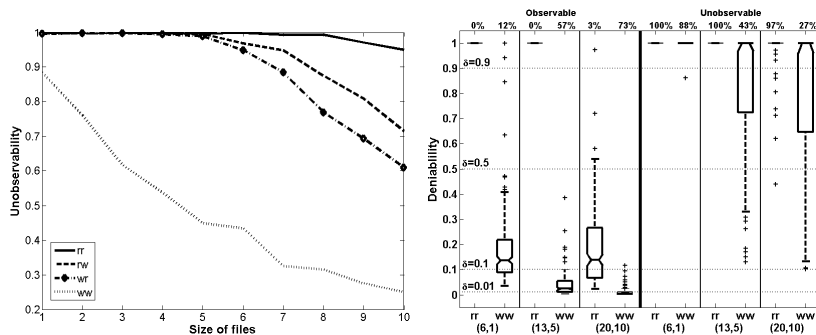 1
0.9
0.8
0.7
0.6
0.5
0.4
0.3
0.2
Unobservability
rr
rw
wr
ww
1 2 3 4 5 6 7 8 9 10
Size of files
Observable Unobservable
0% 12% 0% 57% 3% 73% 100% 88% 100% 43% 97% 27%
1
0.9
δ=0.9
0.8
0.7
0.6
0.5
δ=0.5
0.4
0.3
0.2
0.1
δ=0.1
δ=0.01
0
Deniability
rr ww rr ww rr ww rr ww rr ww rr ww
(6,1) (13,5) (20,10) (6,1) (13,5) (20,10)